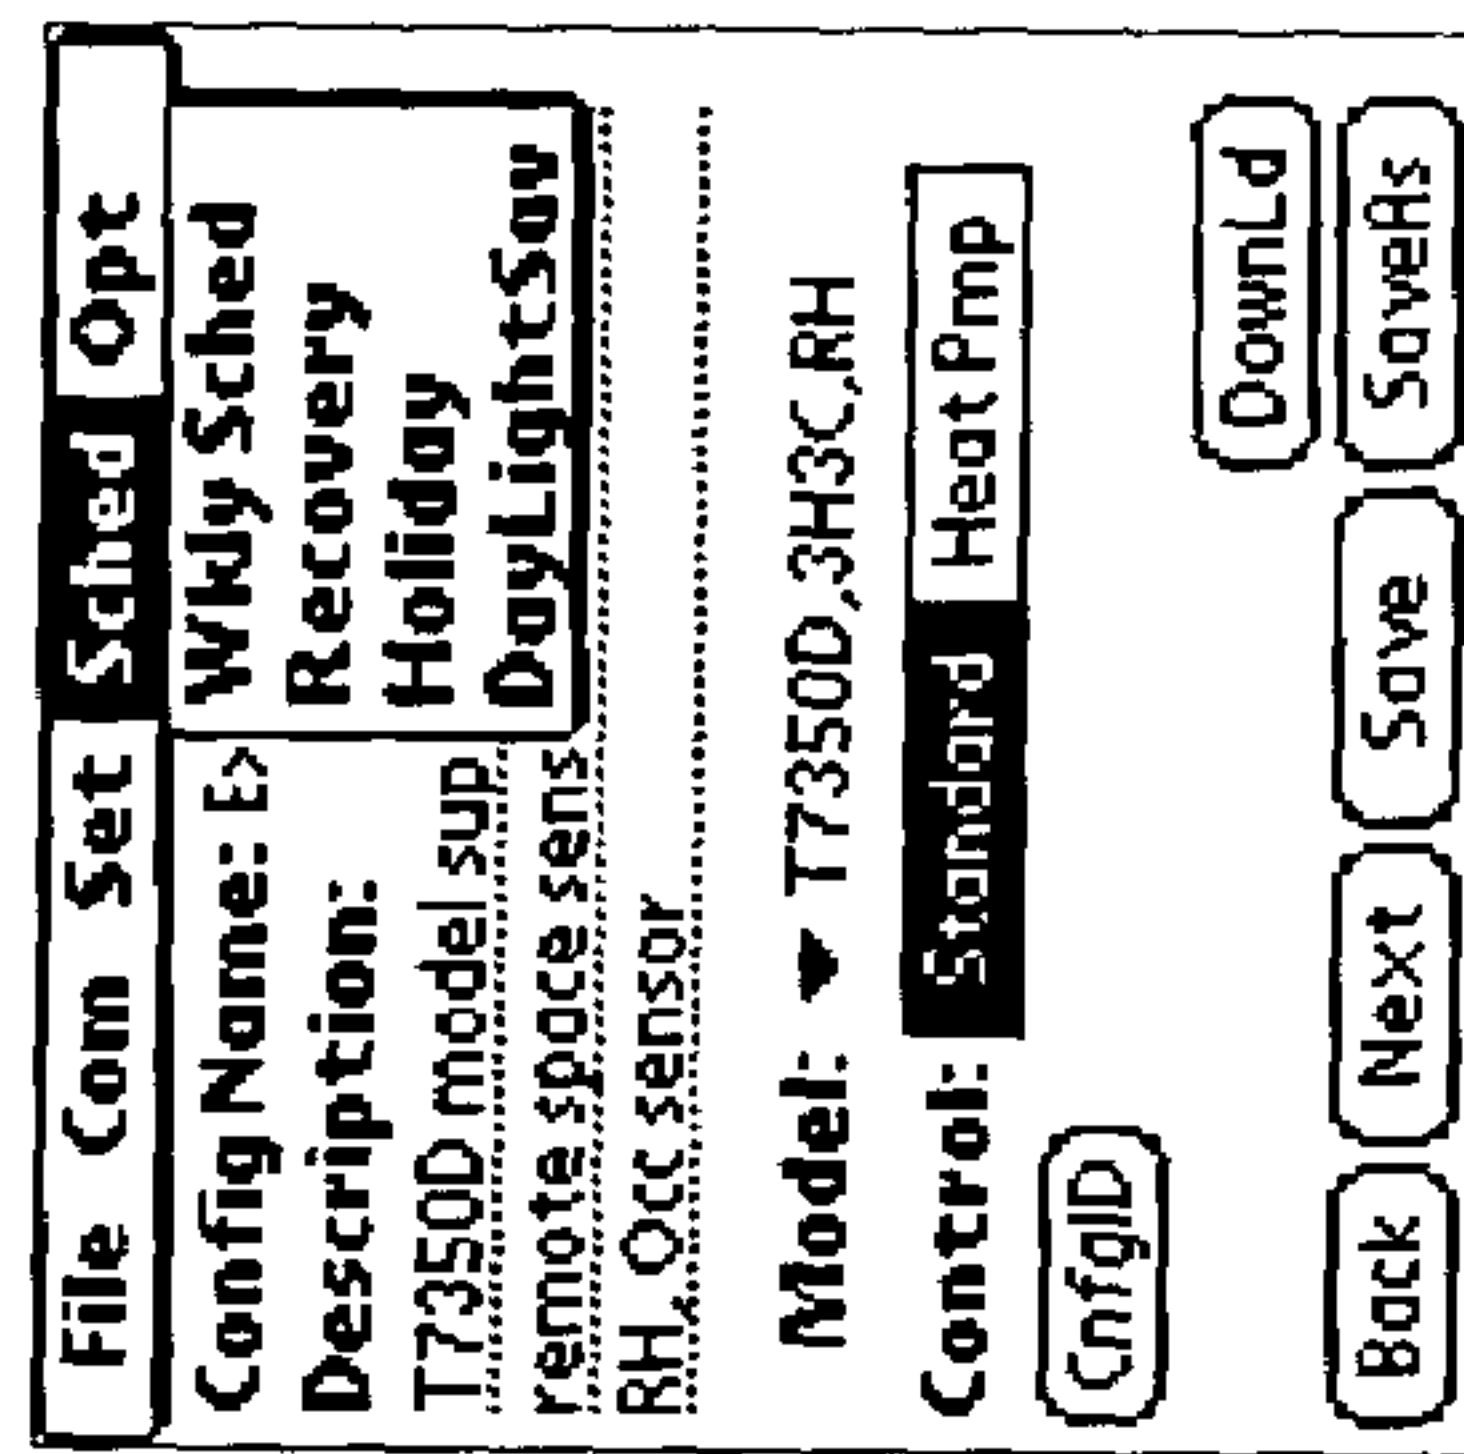 File Com Set Sched Opt
Wkly Sched
Recovery
Holiday
DayLightSav
Config Name: Ex
Description:
T7350D model sup
remote space sens
RH, Occ sensor
Model: T7350D,3H3C,RH
Control: Standard Heat Pmp
CnfgID DownLd
Back Next Save SaveAs